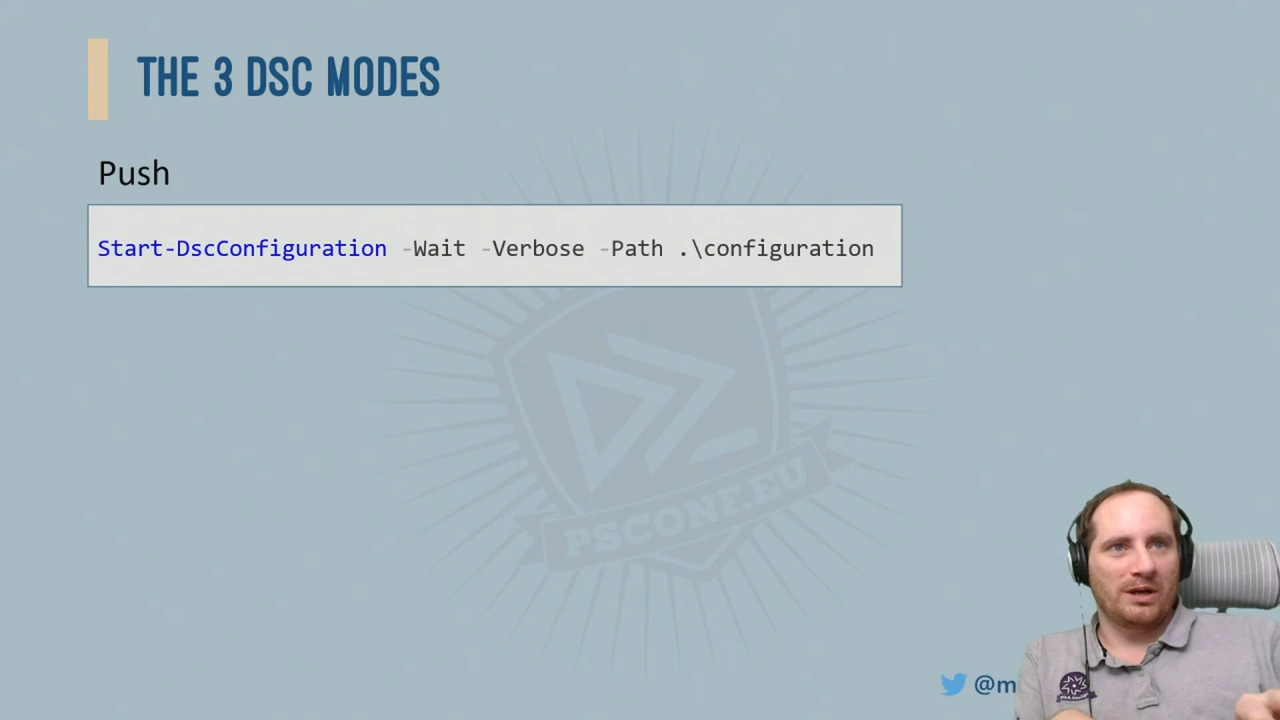 THE 3 DSC MODES
Push
Start-DscConfiguration -Wait -Verbose -Path .\configuration
PSCONF.EU
@m